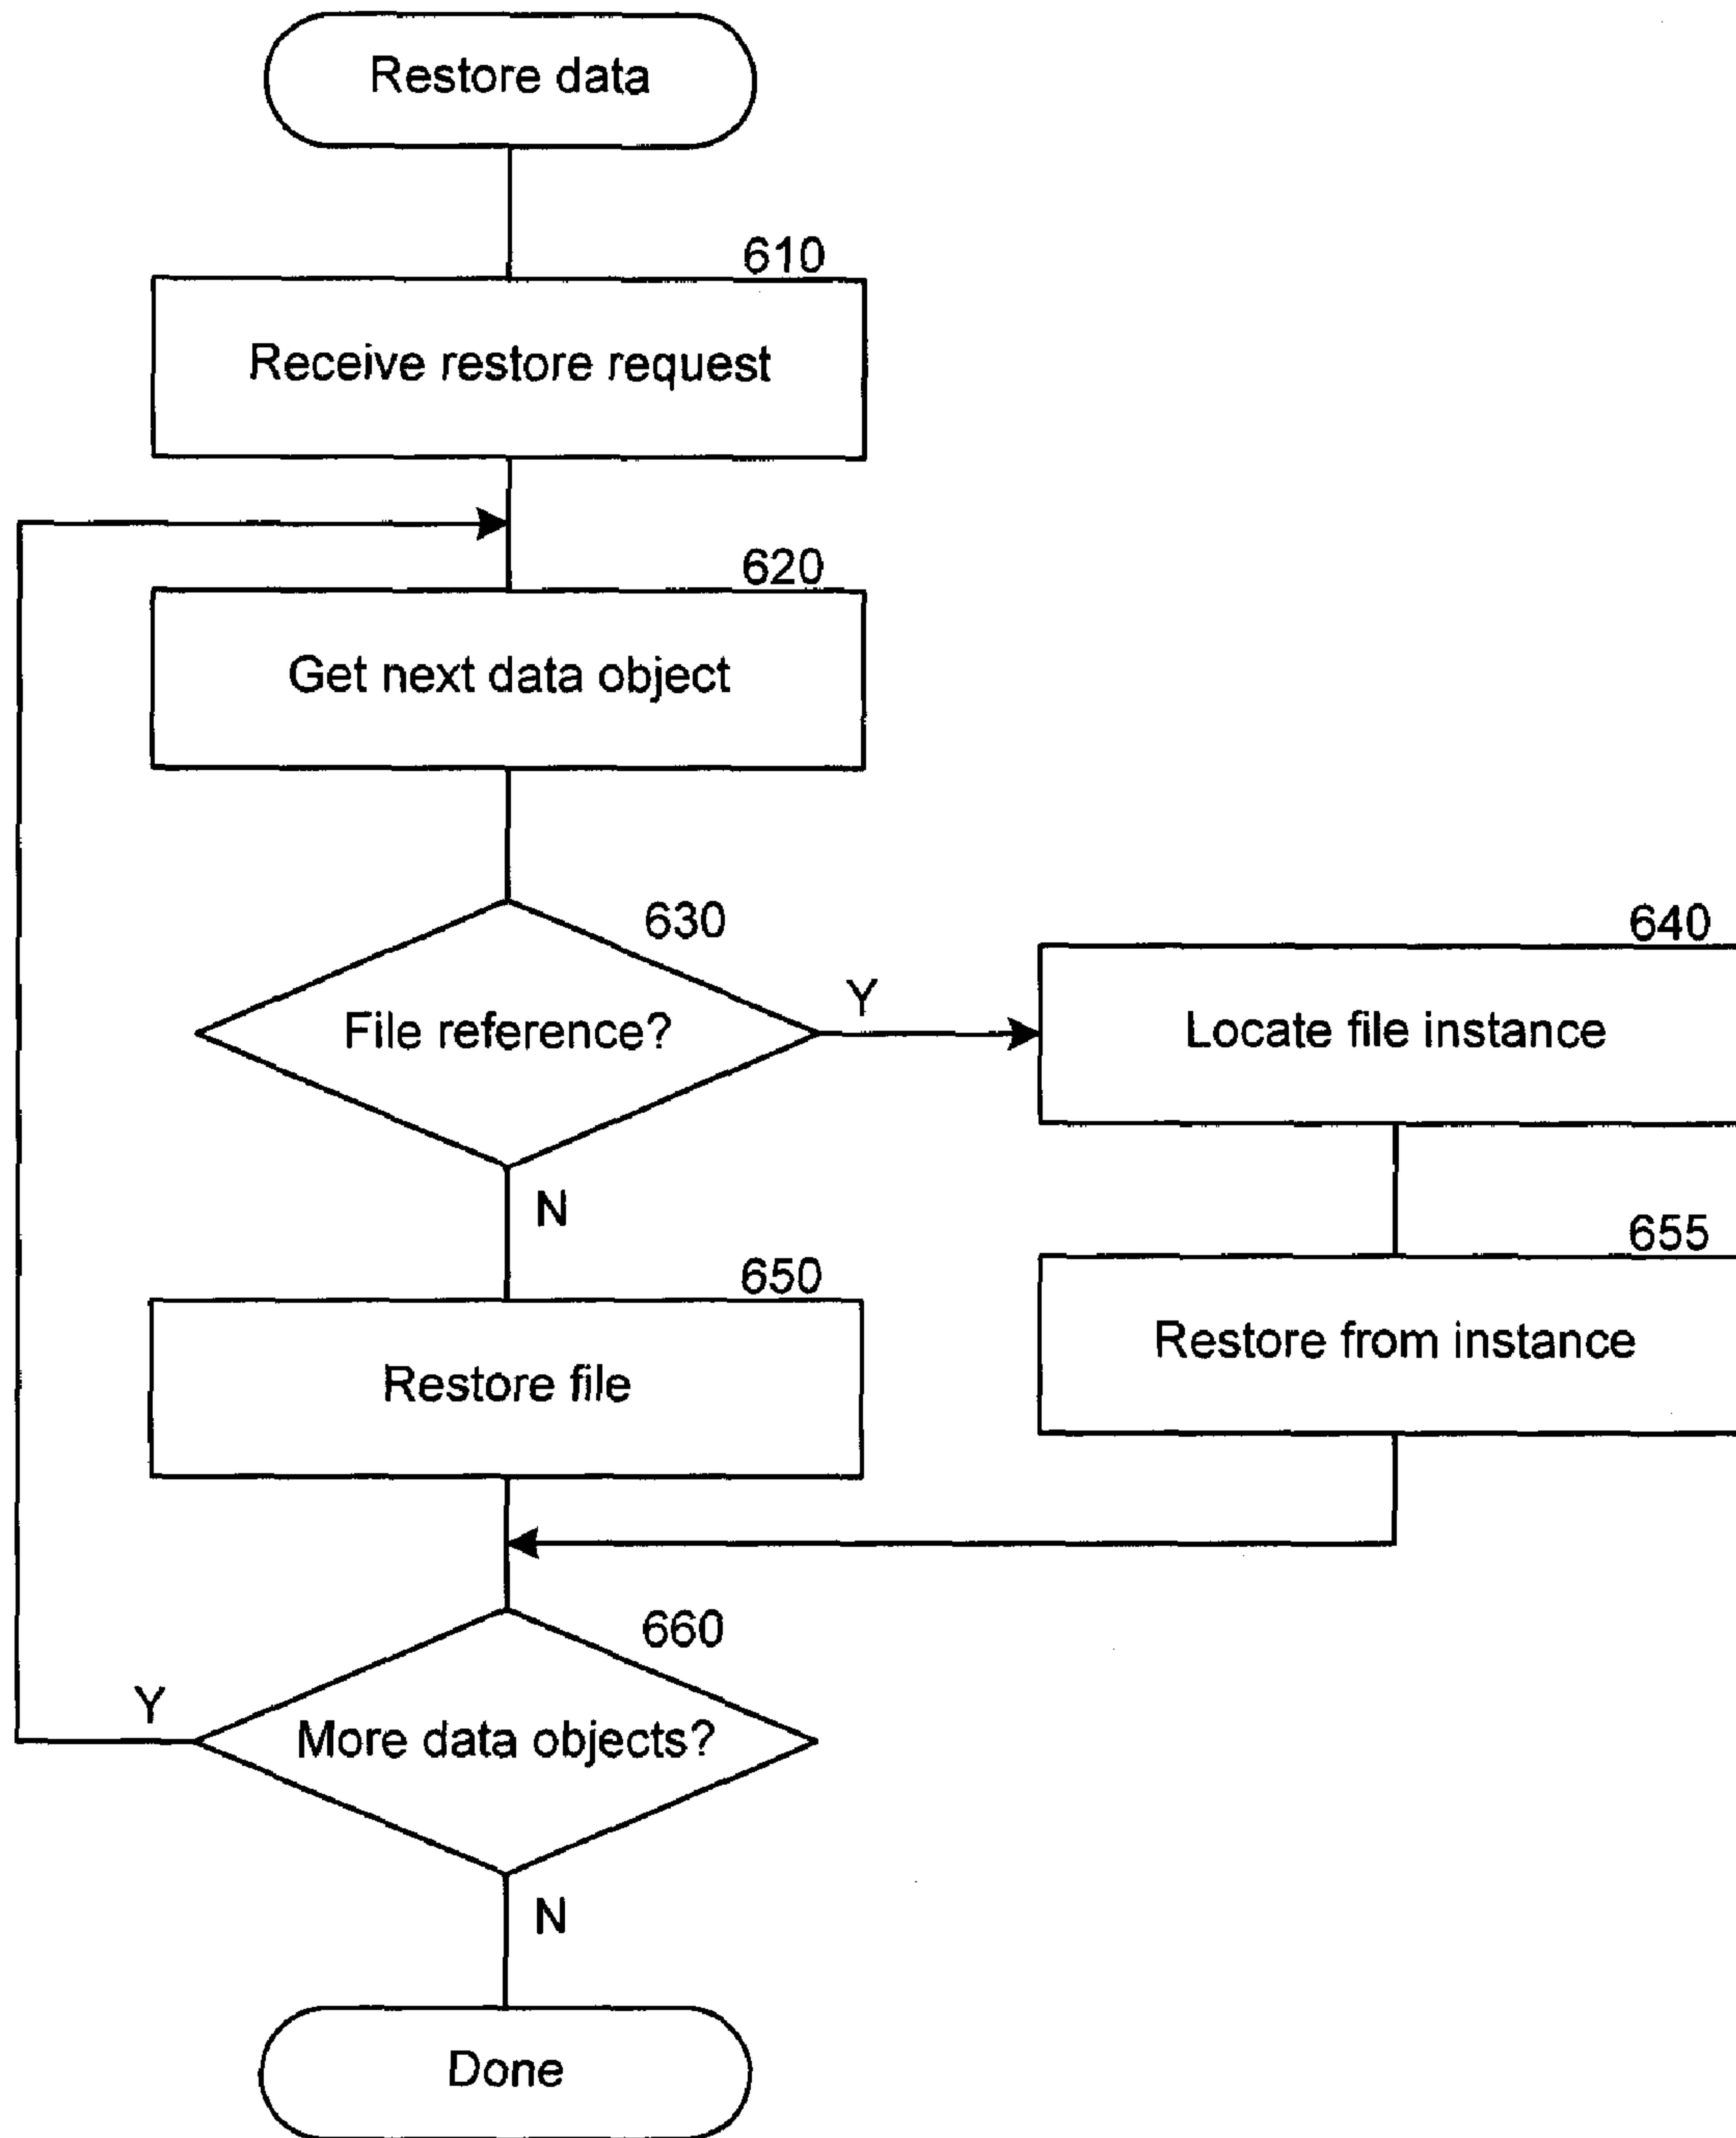 Restore data
610
Receive restore request
620
Get next data object
630
File reference?
Y
640
Locate file instance
N
655
Restore from instance
650
Restore file
660
More data objects?
Y
N
Done